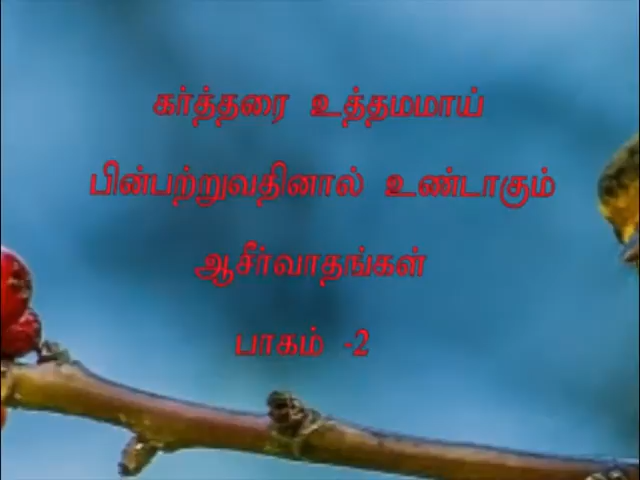 கர்த்தரை உத்தமமாய்
பின்பற்றுவதினால் உண்டாகும்
ஆசீர்வாதங்கள்
பாகம் -2